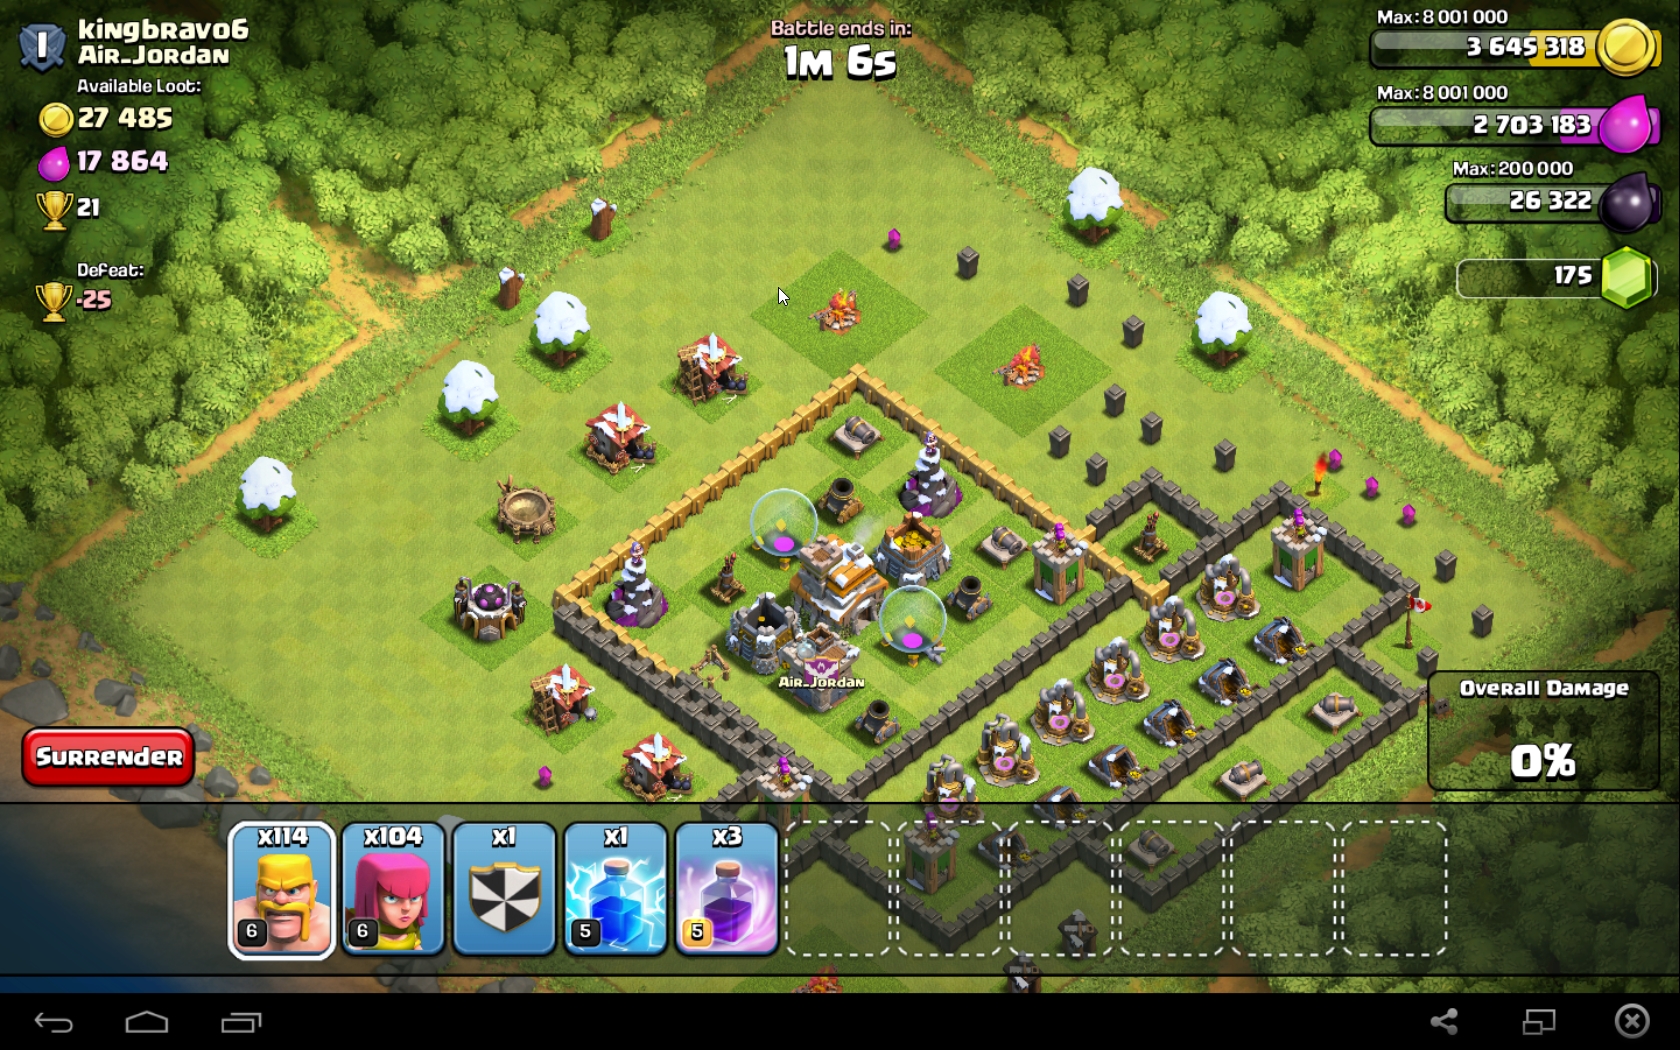 kingbravo6
Air_Jordan
Available Loot:
27 485
17 864
21
Defeat:
-25
Battle ends in:
1M 6s
Max: 8 001 000
3 645 318
Max: 8 001 000
2 703 183
Max: 200 000
26 322
175
Air_Jordan
Overall Damage
0%
Surrender
x114
x104
x1
x1
x3
6
6
5
5